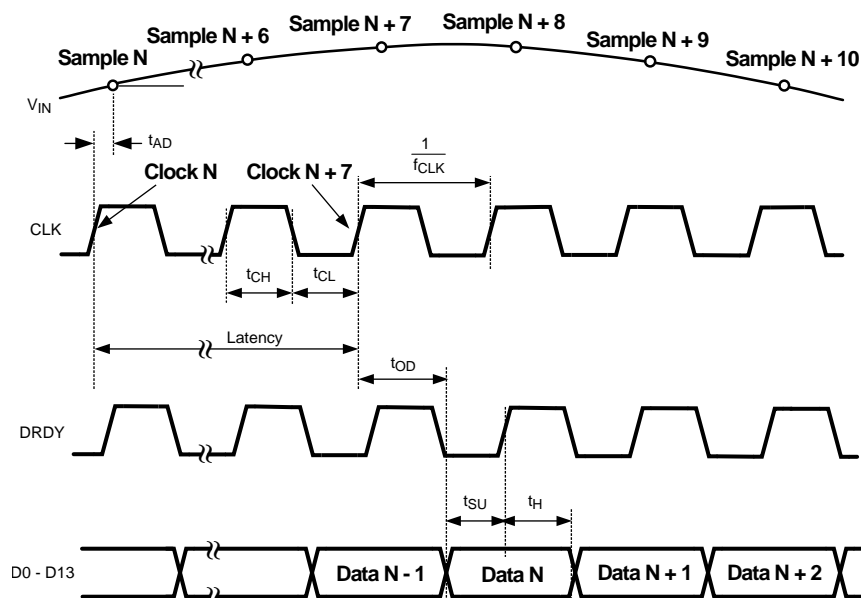 Sample N
Sample N + 6
Sample N + 7
Sample N + 8
Sample N + 9
Sample N + 10
VIN
tAD
1
fCLK
Clock N
Clock N + 7
CLK
tCH
tCL
Latency
tOD
DRDY
tSU
tH
D0 - D13
Data N - 1
Data N
Data N + 1
Data N + 2